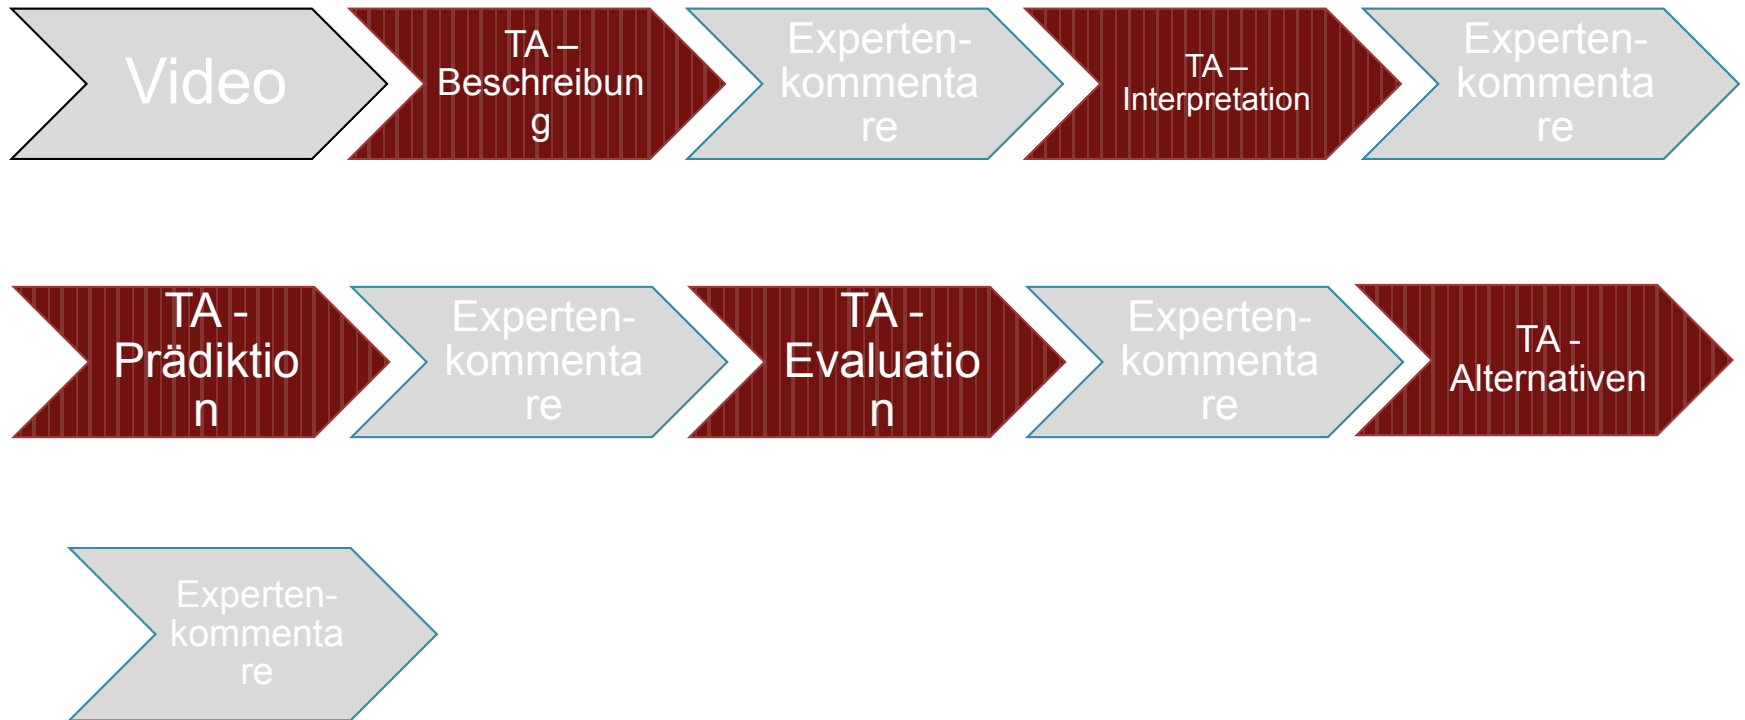 Video
TA –
Beschreibun
g
Experten-
kommenta
re
TA –
Interpretation
Experten-
kommenta
re
TA -
Prädiktio
n
Experten-
kommenta
re
TA -
Evaluatio
n
Experten-
kommenta
re
TA -
Alternativen
Experten-
kommenta
re